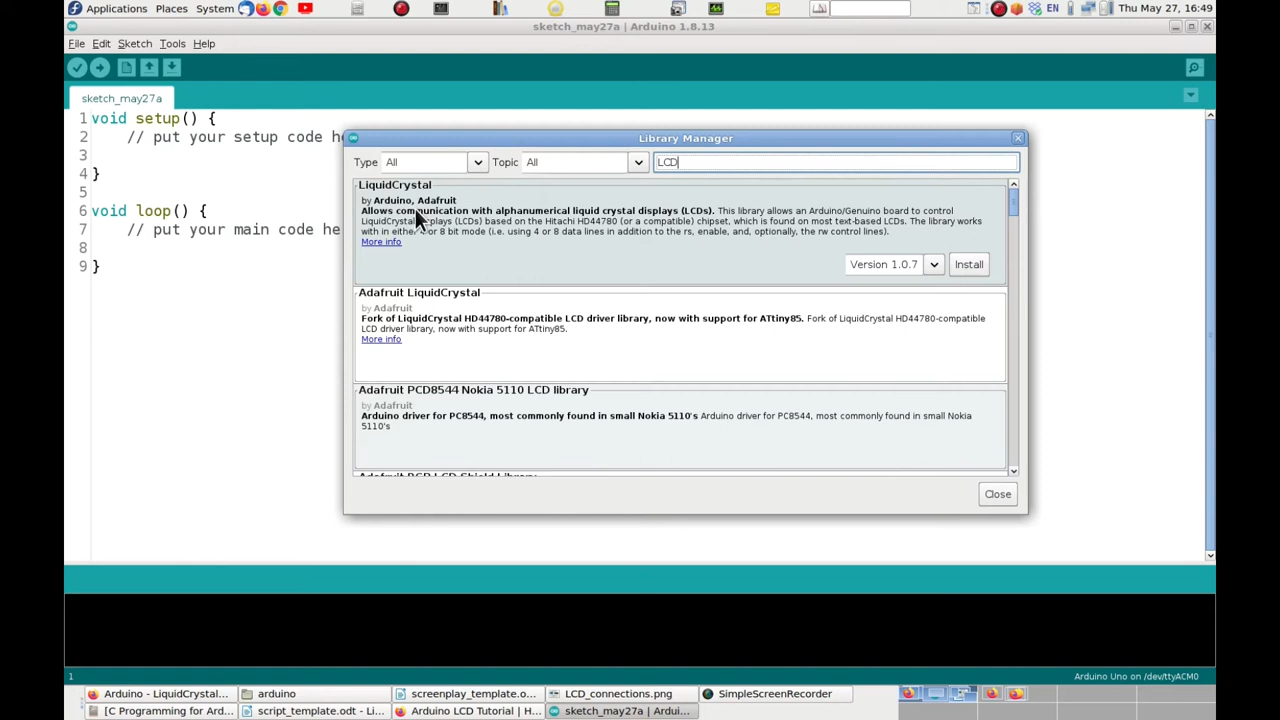 Applications Places System EN Thu May 27, 16:49
sketch_may27a | Arduino 1.8.13
File Edit Sketch Tools Help
sketch_may27a
1 void setup() {
2 // put your setup code he
3
4 }
5
6 void loop() {
7 // put your main code he
8
9 }
Library Manager
Type All Topic All LCD
LiquidCrystal
by Arduino, Adafruit
Allows communication with alphanumerical liquid crystal displays (LCDs). This library allows an Arduino/Genuino board to control
LiquidCrystal displays (LCDs) based on the Hitachi HD44780 (or a compatible) chipset, which is found on most text-based LCDs. The library works
with in either 4 or 8 bit mode (i.e. using 4 or 8 data lines in addition to the rs, enable, and, optionally, the rw control lines).
More info
Version 1.0.7 Install
Adafruit LiquidCrystal
by Adafruit
Fork of LiquidCrystal HD44780-compatible LCD driver library, now with support for ATtiny85. Fork of LiquidCrystal HD44780-compatible
LCD driver library, now with support for ATtiny85.
More info
Adafruit PCD8544 Nokia 5110 LCD library
by Adafruit
Arduino driver for PC8544, most commonly found in small Nokia 5110's Arduino driver for PC8544, most commonly found in small Nokia
5110's
Adafruit RGB LCD Shield Library
Close
1 Arduino Uno on /dev/ttyACM0
Arduino - LiquidCrystal... arduino screenplay_template.o... LCD_connections.png SimpleScreenRecorder
[C Programming for Ard... script_template.odt - Li... Arduino LCD Tutorial | H... sketch_may27a | Ardui...